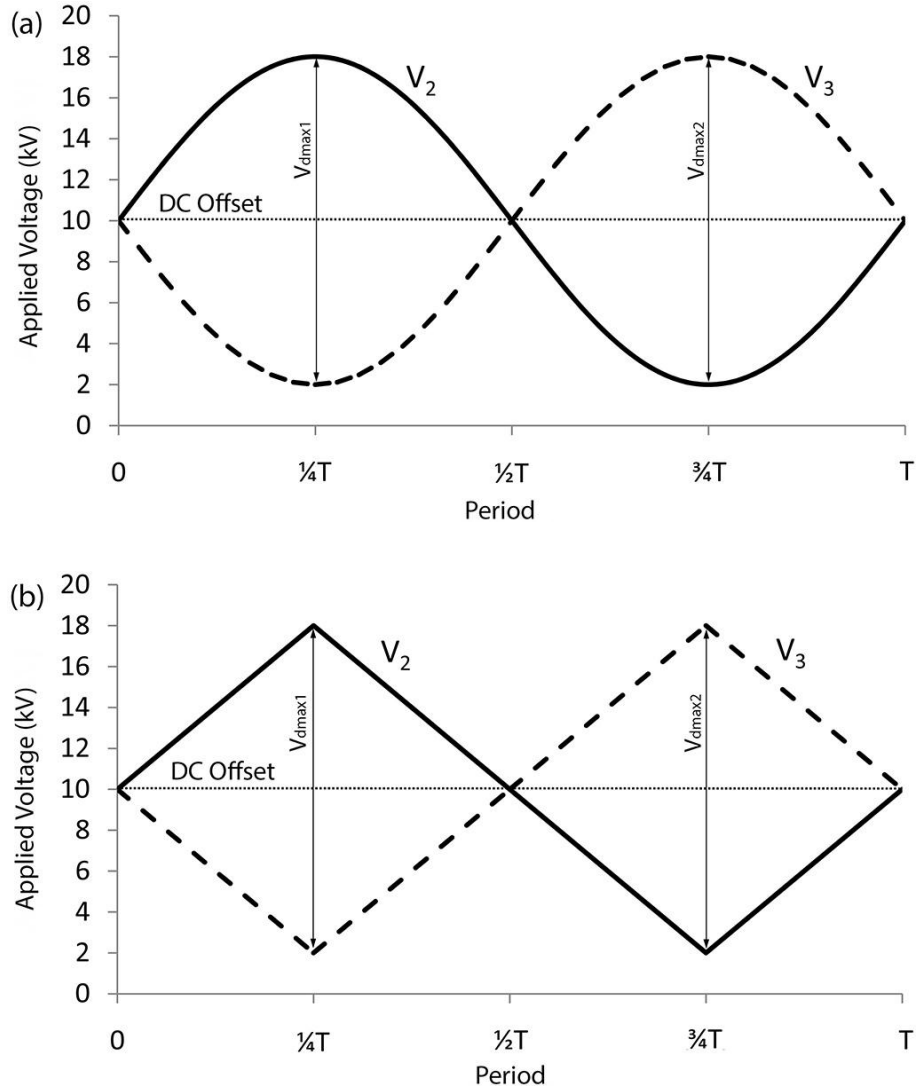 (a)
20
18
16
14
12
10
8
6
4
2
0
Applied Voltage (kV)
V₂
V₃
Vdmax1
Vdmax2
DC Offset
0 ¼T ½T ¾T T
Period
(b)
20
18
16
14
12
10
8
6
4
2
0
Applied Voltage (kV)
V₂
V₃
Vdmax1
Vdmax2
DC Offset
0 ¼T ½T ¾T T
Period